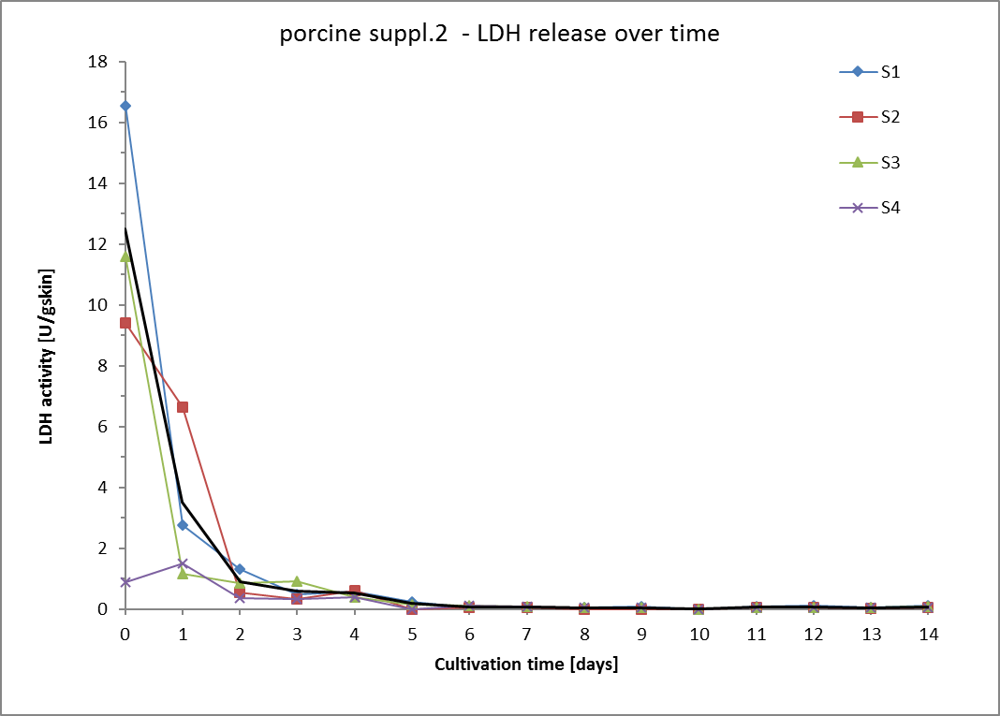 porcine suppl.2  - LDH release over time
18
16
14
12
10
8
6
4
2
0
LDH activity [U/gskin]
0 1 2 3 4 5 6 7 8 9 10 11 12 13 14
Cultivation time [days]
S1
S2
S3
S4